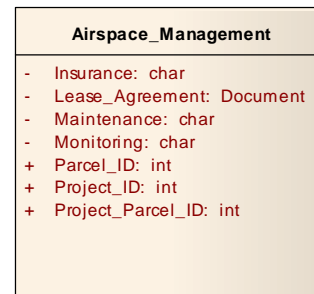 Airspace_Management
- Insurance: char
- Lease_Agreement: Document
- Maintenance: char
- Monitoring: char
+ Parcel_ID: int
+ Project_ID: int
+ Project_Parcel_ID: int